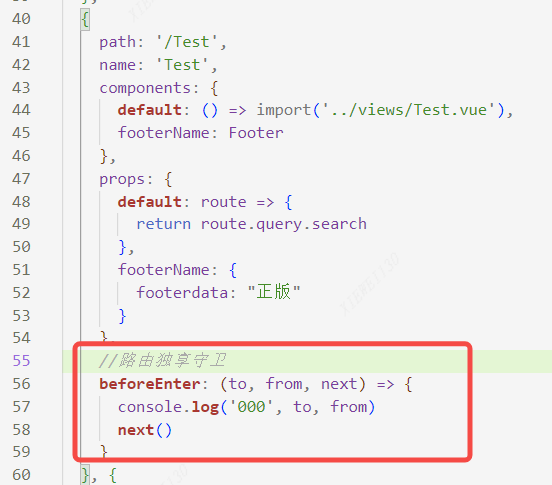 40 {
41 path: '/Test',
42 name: 'Test',
43 components: {
44 default: () => import('../views/Test.vue'),
45 footerName: Footer
46 },
47 props: {
48 default: route => {
49 return route.query.search
50 },
51 footerName: {
52 footerdata: "正版"
53 }
54 },
55 //路由独享守卫
56 beforeEnter: (to, from, next) => {
57 console.log('000', to, from)
58 next()
59 }
60 }, {